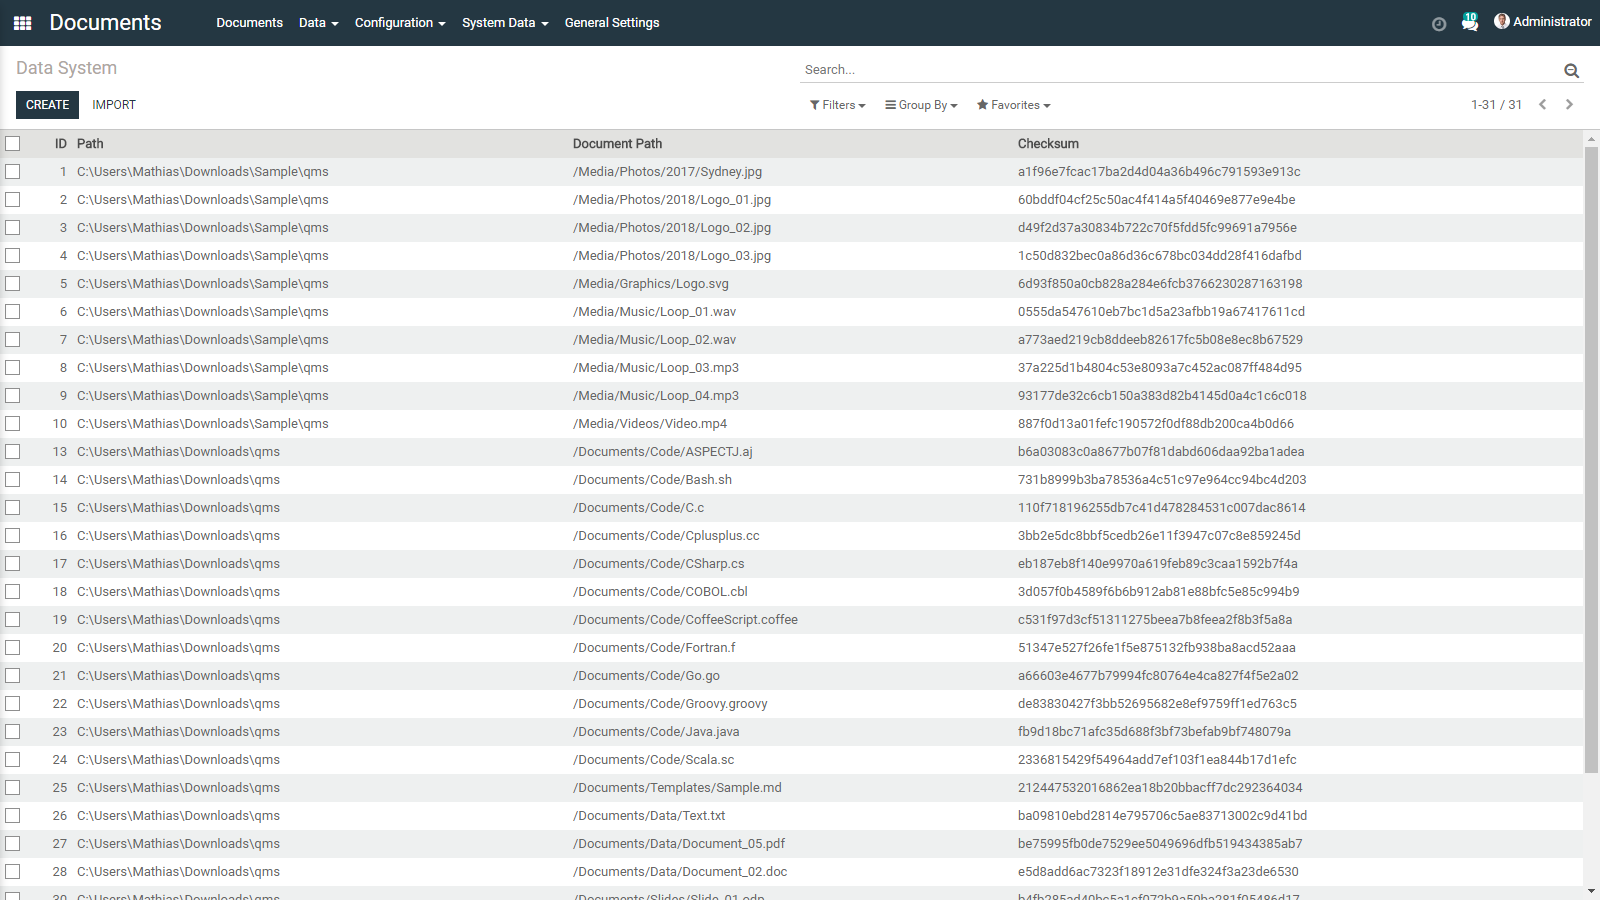 Documents Documents Data Configuration System Data General Settings 10 Administrator
Data System Search...
CREATE IMPORT Filters Group By Favorites 1-31 / 31
ID Path Document Path Checksum
1 C:\Users\Mathias\Downloads\Sample\qms /Media/Photos/2017/Sydney.jpg a1f96e7fcac17ba2d4d04a36b496c791593e913c
2 C:\Users\Mathias\Downloads\Sample\qms /Media/Photos/2018/Logo_01.jpg 60bddf04cf25c50ac4f414a5f40469e877e9e4be
3 C:\Users\Mathias\Downloads\Sample\qms /Media/Photos/2018/Logo_02.jpg d49f2d37a30834b722c70f5fdd5fc99691a7956e
4 C:\Users\Mathias\Downloads\Sample\qms /Media/Photos/2018/Logo_03.jpg 1c50d832bec0a86d36c678bc034dd28f416dafbd
5 C:\Users\Mathias\Downloads\Sample\qms /Media/Graphics/Logo.svg 6d93f850a0cb828a284e6fcb3766230287163198
6 C:\Users\Mathias\Downloads\Sample\qms /Media/Music/Loop_01.wav 0555da547610eb7bc1d5a23afbb19a67417611cd
7 C:\Users\Mathias\Downloads\Sample\qms /Media/Music/Loop_02.wav a773aed219cb8ddeeb82617fc5b08e8ec8b67529
8 C:\Users\Mathias\Downloads\Sample\qms /Media/Music/Loop_03.mp3 37a225d1b4804c53e8093a7c452ac087ff484d95
9 C:\Users\Mathias\Downloads\Sample\qms /Media/Music/Loop_04.mp3 93177de32c6cb150a383d82b4145d0a4c1c6c018
10 C:\Users\Mathias\Downloads\Sample\qms /Media/Videos/Video.mp4 887f0d13a01fefc190572f0df88db200ca4b0d66
13 C:\Users\Mathias\Downloads\qms /Documents/Code/ASPECTJ.aj b6a03083c0a8677b07f81dabd606daa92ba1adea
14 C:\Users\Mathias\Downloads\qms /Documents/Code/Bash.sh 731b8999b3ba78536a4c51c97e964cc94bc4d203
15 C:\Users\Mathias\Downloads\qms /Documents/Code/C.c 110f718196255db7c41d478284531c007dac8614
16 C:\Users\Mathias\Downloads\qms /Documents/Code/Cplusplus.cc 3bb2e5dc8bbf5cedb26e11f3947c07c8e859245d
17 C:\Users\Mathias\Downloads\qms /Documents/Code/CSharp.cs eb187eb8f140e9970a619feb89c3caa1592b7f4a
18 C:\Users\Mathias\Downloads\qms /Documents/Code/COBOL.cbl 3d057f0b4589f6b6b912ab81e88bfc5e85c994b9
19 C:\Users\Mathias\Downloads\qms /Documents/Code/CoffeeScript.coffee c531f97d3cf51311275beea7b8feea2f8b3f5a8a
20 C:\Users\Mathias\Downloads\qms /Documents/Code/Fortran.f 51347e527f26fe1f5e875132fb938ba8acd52aaa
21 C:\Users\Mathias\Downloads\qms /Documents/Code/Go.go a66603e4677b79994fc80764e4ca827f4f5e2a02
22 C:\Users\Mathias\Downloads\qms /Documents/Code/Groovy.groovy de83830427f3bb52695682e8ef9759ff1ed763c5
23 C:\Users\Mathias\Downloads\qms /Documents/Code/Java.java fb9d18bc71afc35d688f3bf73befab9bf748079a
24 C:\Users\Mathias\Downloads\qms /Documents/Code/Scala.sc 2336815429f54964add7ef103f1ea844b17d1efc
25 C:\Users\Mathias\Downloads\qms /Documents/Templates/Sample.md 212447532016862ea18b20bbacff7dc292364034
26 C:\Users\Mathias\Downloads\qms /Documents/Data/Text.txt ba09810ebd2814e795706c5ae83713002c9d41bd
27 C:\Users\Mathias\Downloads\qms /Documents/Data/Document_05.pdf be75995fb0de7529ee5049696dfb519434385ab7
28 C:\Users\Mathias\Downloads\qms /Documents/Data/Document_02.doc e5d8add6ac7323f18912e31dfe324f3a23de6530
30 C:\Users\Mathias\Downloads\qms /Documents/Slides/Slide_01.odp